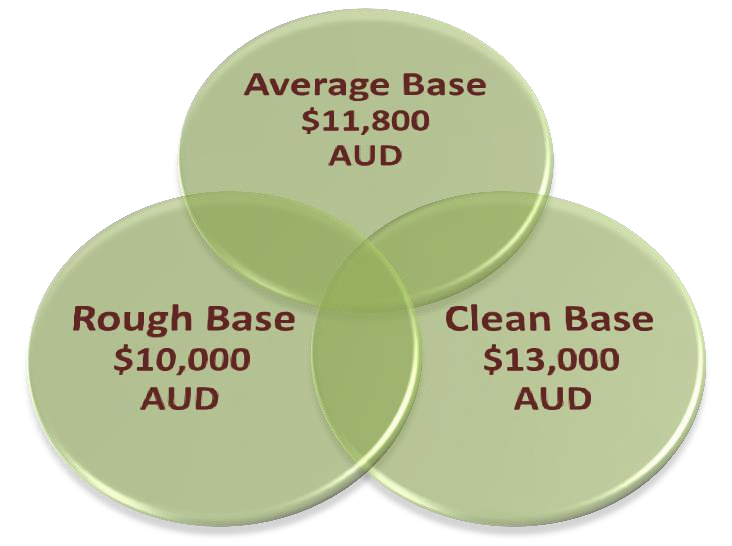 Average Base
$11,800
AUD
Rough Base
$10,000
AUD
Clean Base
$13,000
AUD